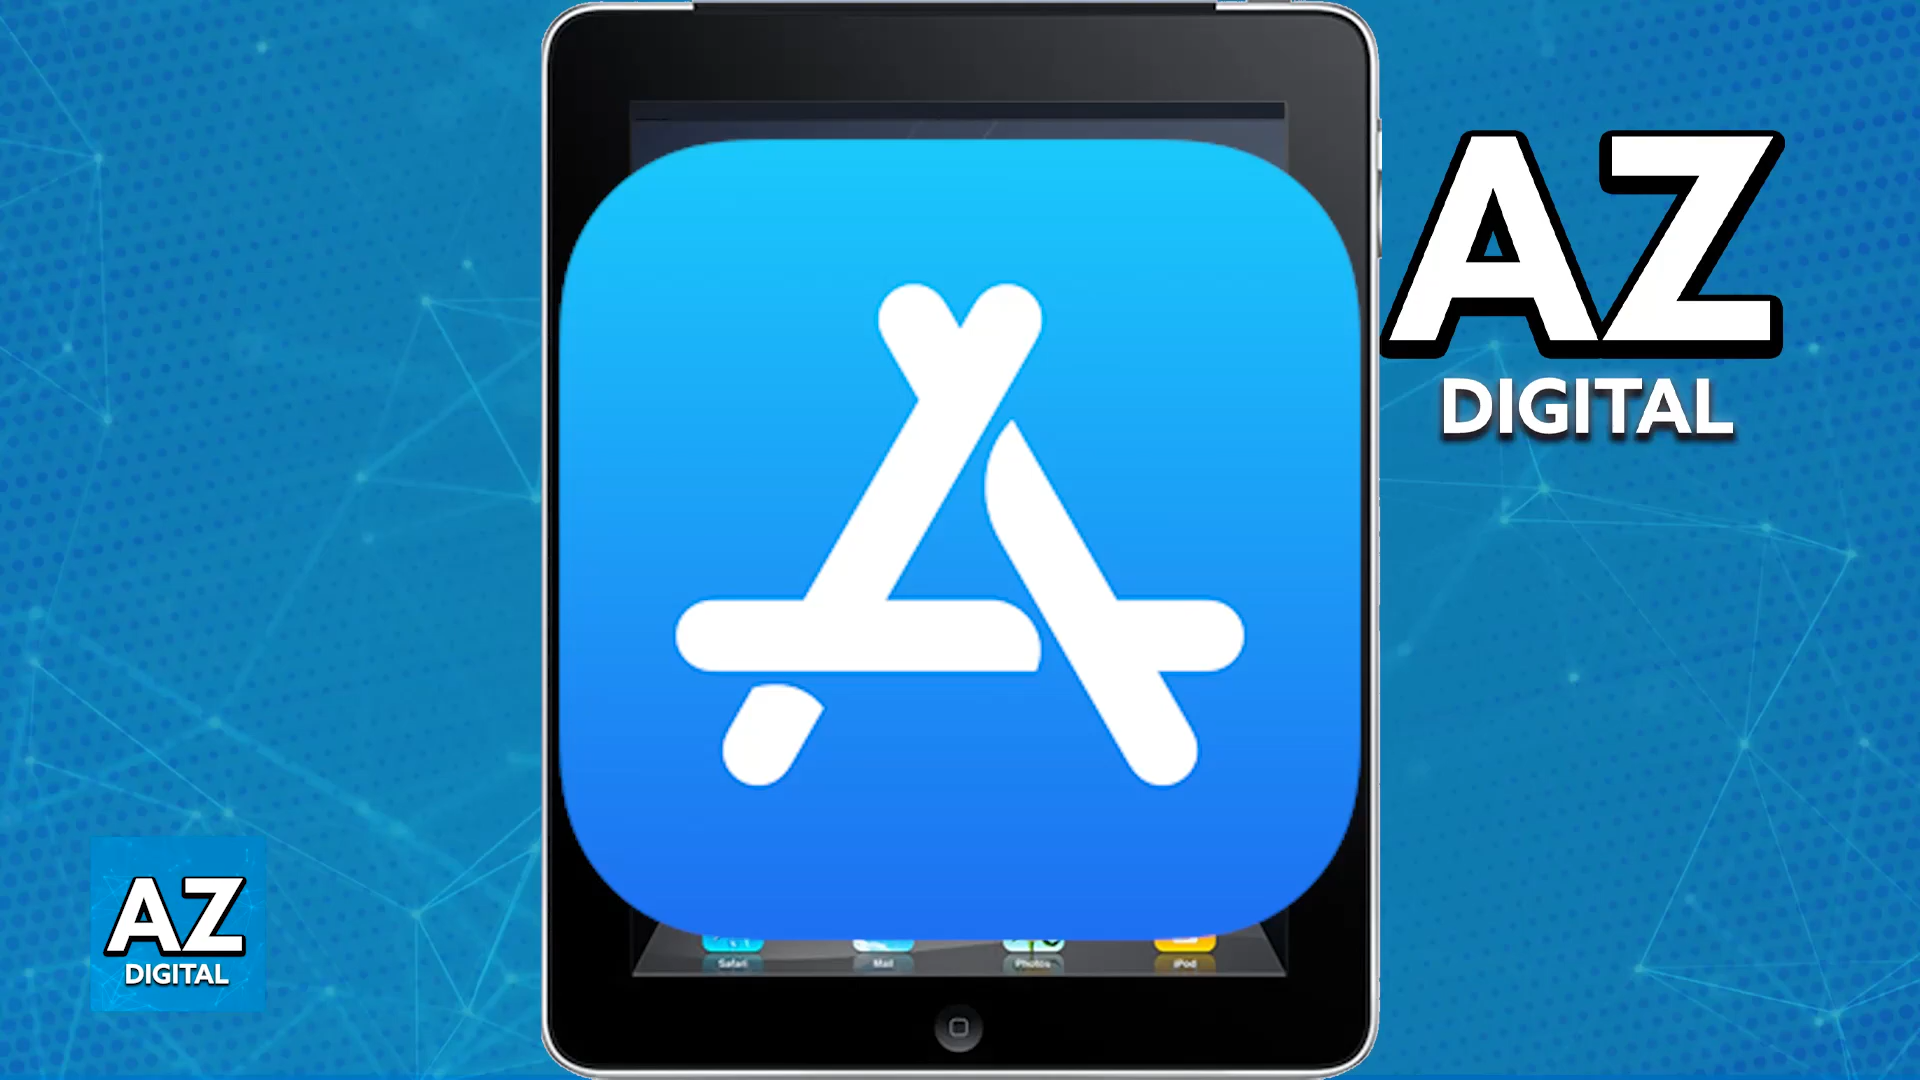 AZ
DIGITAL
AZ
DIGITAL
Safari
Mail
Photos
iPod